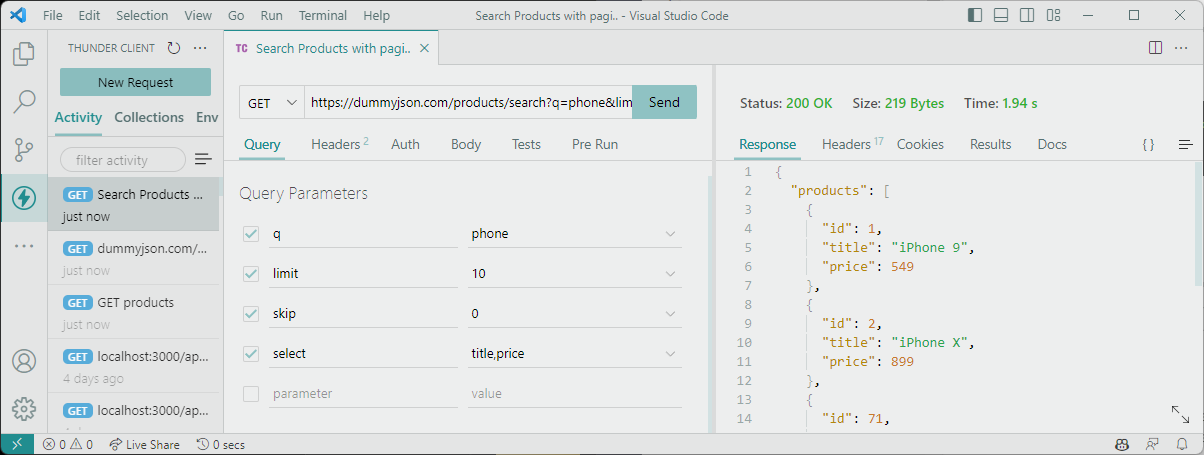 File Edit Selection View Go Run Terminal Help Search Products with pagi.. - Visual Studio Code
THUNDER CLIENT ...
TC Search Products with pagi..
New Request
Activity Collections Env
filter activity
GET Search Products ...
just now
GET dummyjson.com/...
just now
GET GET products
just now
GET localhost:3000/ap...
4 days ago
GET localhost:3000/ap...
GET https://dummyjson.com/products/search?q=phone&lim Send
Query Headers 2 Auth Body Tests Pre Run
Query Parameters
q phone
limit 10
skip 0
select title,price
parameter value
Status: 200 OK Size: 219 Bytes Time: 1.94 s
Response Headers 17 Cookies Results Docs { }
1 {
2 "products": [
3 {
4 "id": 1,
5 "title": "iPhone 9",
6 "price": 549
7 },
8 {
9 "id": 2,
10 "title": "iPhone X",
11 "price": 899
12 },
13 {
14 "id": 71,
0 0 Live Share 0 secs